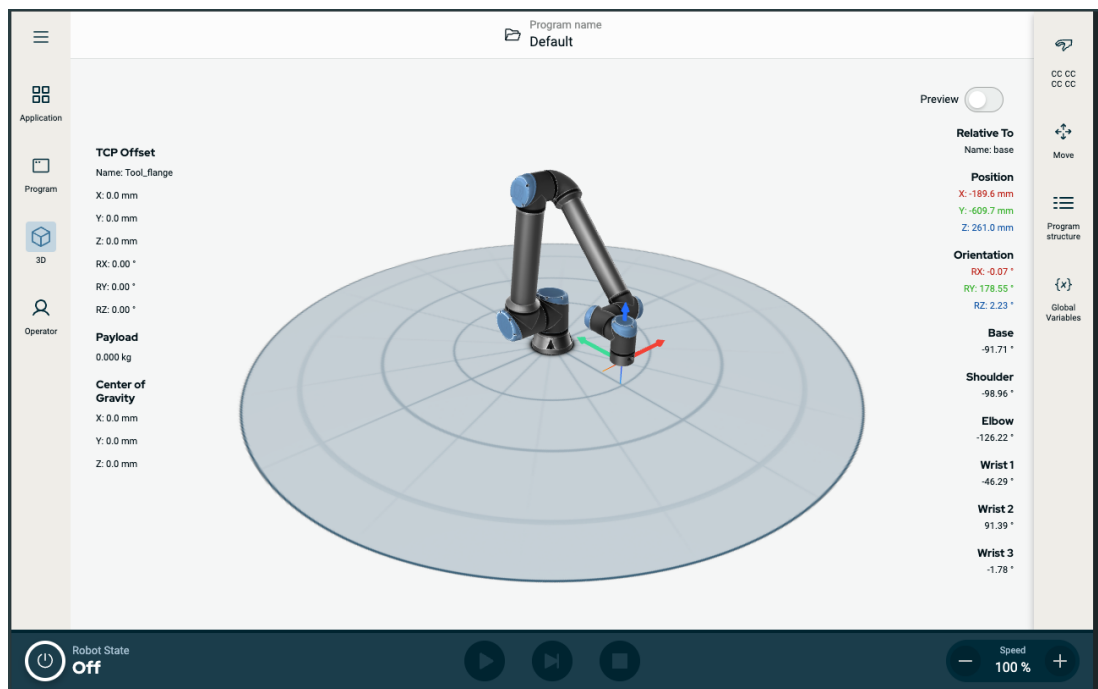 Program name
Default
Application
Program
3D
Operator
TCP Offset
Name: Tool_flange
X: 0.0 mm
Y: 0.0 mm
Z: 0.0 mm
RX: 0.00 °
RY: 0.00 °
RZ: 0.00 °
Payload
0.000 kg
Center of
Gravity
X: 0.0 mm
Y: 0.0 mm
Z: 0.0 mm
Preview
Relative To
Name: base
Position
X: -189.6 mm
Y: -609.7 mm
Z: 261.0 mm
Orientation
RX: -0.07 °
RY: 178.55 °
RZ: 2.23 °
Base
-91.71 °
Shoulder
-98.96 °
Elbow
-126.22 °
Wrist 1
-46.29 °
Wrist 2
91.39 °
Wrist 3
-1.78 °
CC CC
CC CC
Move
Program
structure
{x}
Global
Variables
Robot State
Off
Speed
100 %